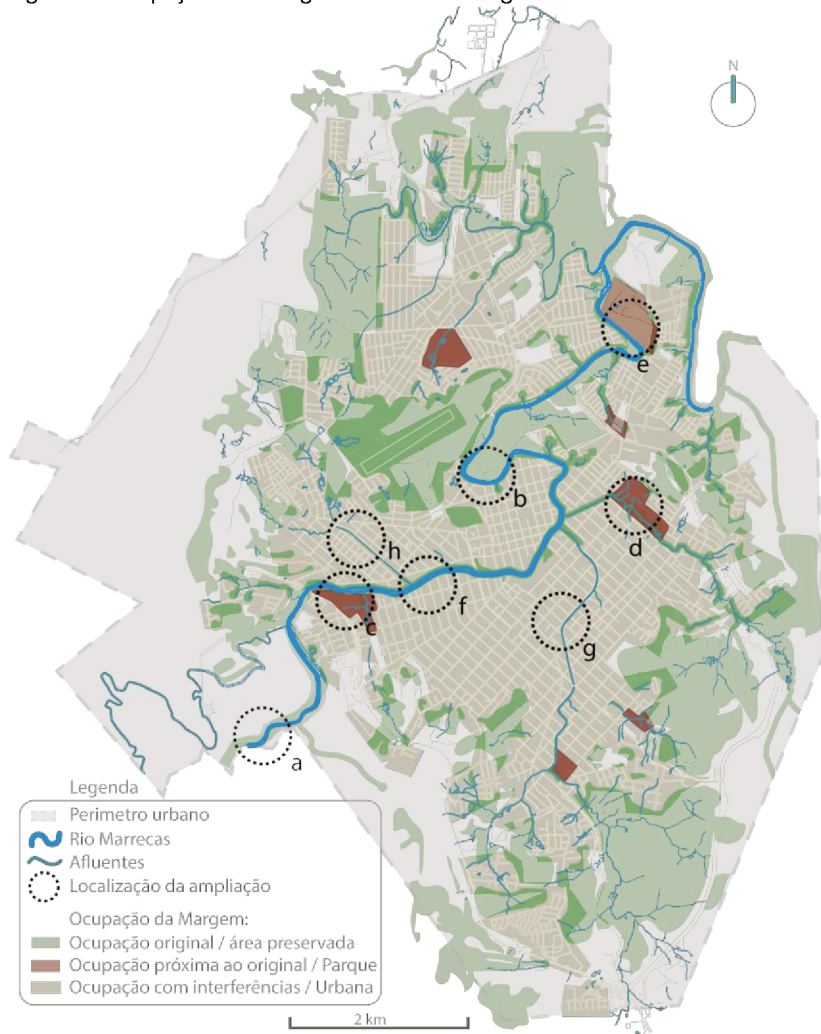 N
e
b
d
h
f
c
g
a
Legenda
Perimetro urbano
Rio Marrecas
Afluentes
Localização da ampliação
Ocupação da Margem:
Ocupação original / área preservada
Ocupação próxima ao original / Parque
Ocupação com interferências / Urbana
2 km